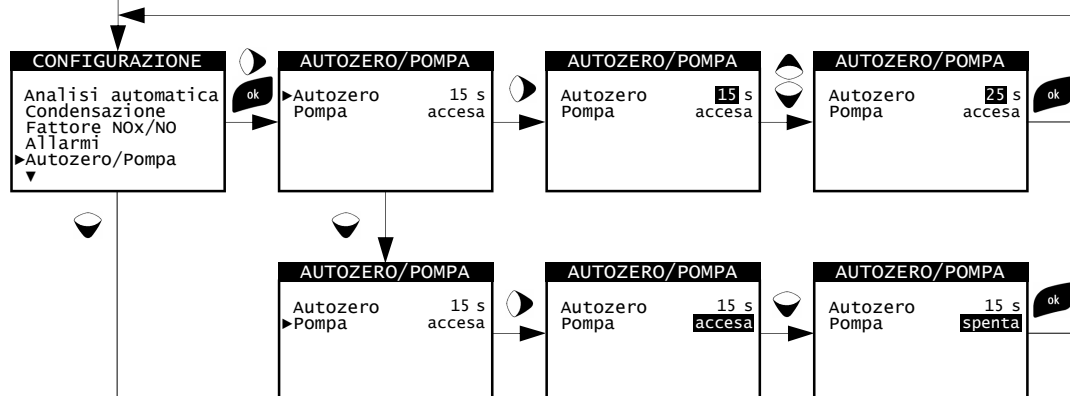 CONFIGURAZIONE
Analisi automatica
Condensazione
Fattore NOx/NO
Allarmi
▶Autozero/Pompa
▼
ok
AUTOZERO/POMPA
▶Autozero 15 s
Pompa accesa
AUTOZERO/POMPA
Autozero 15 s
Pompa accesa
AUTOZERO/POMPA
Autozero 25 s
Pompa accesa
ok
AUTOZERO/POMPA
Autozero 15 s
▶Pompa accesa
AUTOZERO/POMPA
Autozero 15 s
Pompa accesa
AUTOZERO/POMPA
Autozero 15 s
Pompa spenta
ok